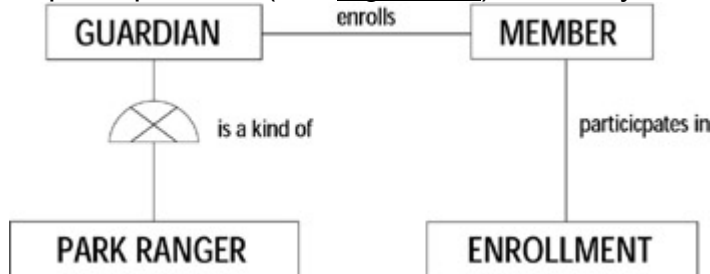 GUARDIAN
enrolls
MEMBER
is a kind of
particicpates in
PARK RANGER
ENROLLMENT